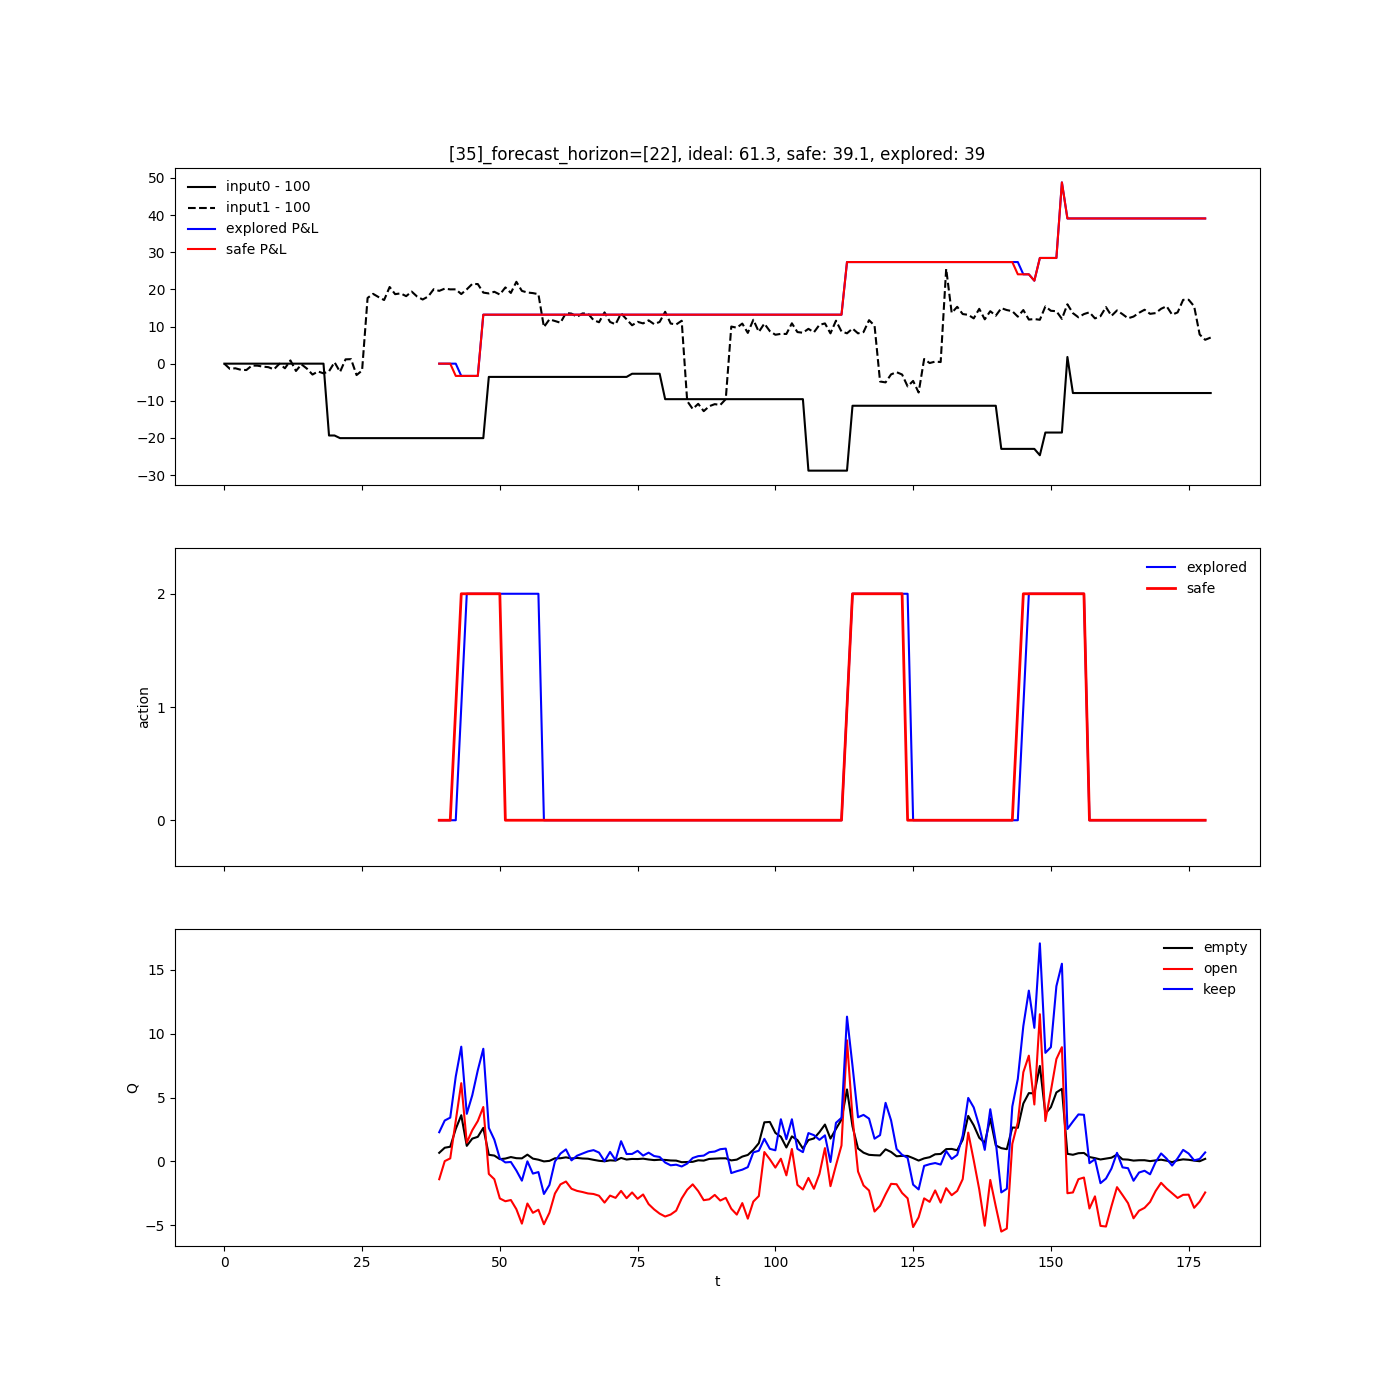 [35]_forecast_horizon=[22], ideal: 61.3, safe: 39.1, explored: 39
50
40
30
20
10
0
−10
−20
−30
input0 - 100
input1 - 100
explored P&L
safe P&L
action
2
1
0
explored
safe
Q
15
10
5
0
−5
empty
open
keep
0 25 50 75 100 125 150 175
t